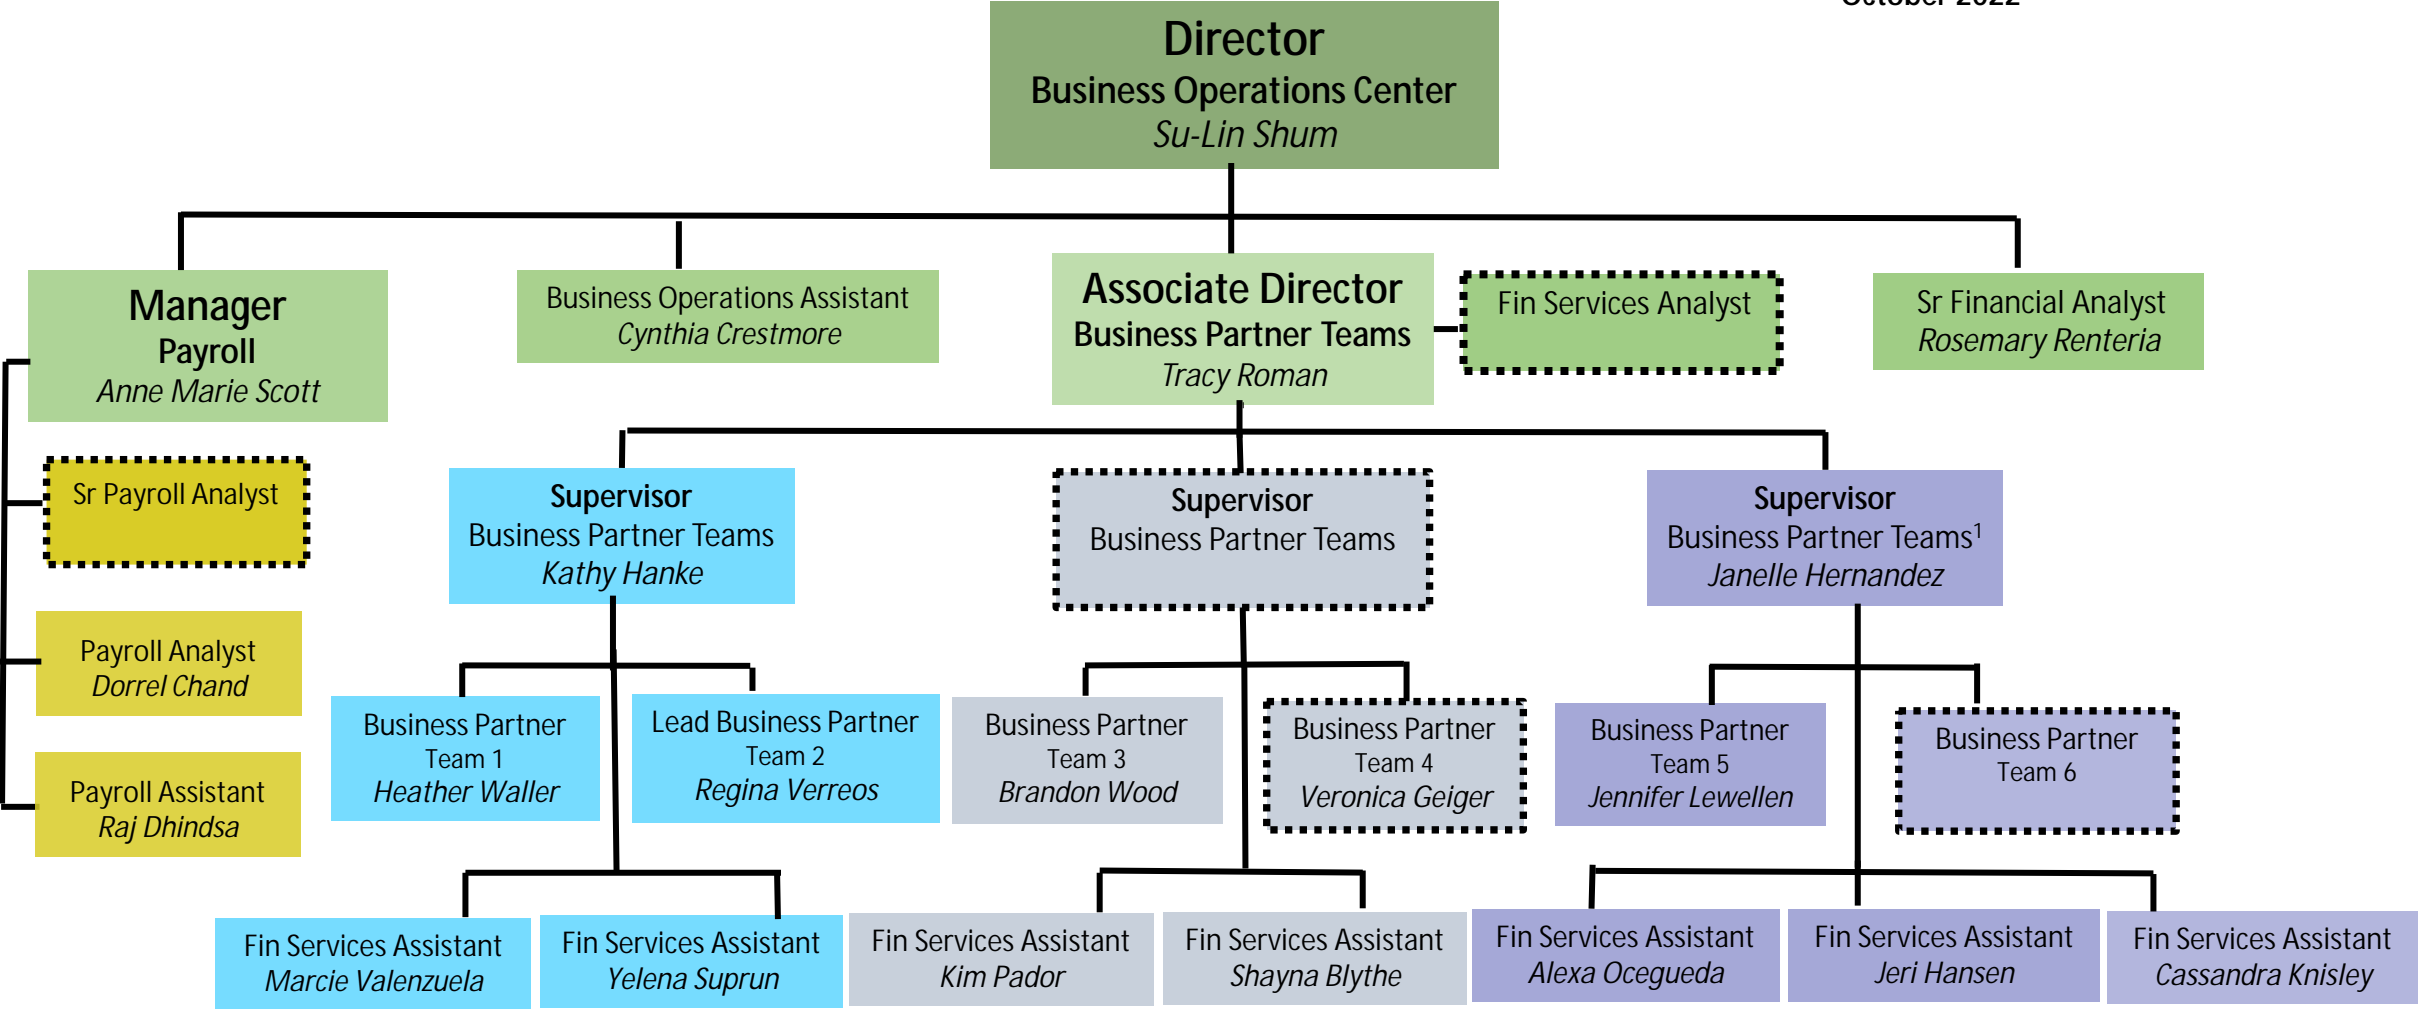 October 2022
Director
Business Operations Center
Su-Lin Shum
Manager
Payroll
Anne Marie Scott
Business Operations Assistant
Cynthia Crestmore
Associate Director
Business Partner Teams
Tracy Roman
Fin Services Analyst
Sr Financial Analyst
Rosemary Renteria
Sr Payroll Analyst
Payroll Analyst
Dorrel Chand
Payroll Assistant
Raj Dhindsa
Supervisor
Business Partner Teams
Kathy Hanke
Supervisor
Business Partner Teams
Supervisor
Business Partner Teams¹
Janelle Hernandez
Business Partner
Team 1
Heather Waller
Lead Business Partner
Team 2
Regina Verreos
Business Partner
Team 3
Brandon Wood
Business Partner
Team 4
Veronica Geiger
Business Partner
Team 5
Jennifer Lewellen
Business Partner
Team 6
Fin Services Assistant
Marcie Valenzuela
Fin Services Assistant
Yelena Suprun
Fin Services Assistant
Kim Pador
Fin Services Assistant
Shayna Blythe
Fin Services Assistant
Alexa Ocegueda
Fin Services Assistant
Jeri Hansen
Fin Services Assistant
Cassandra Knisley